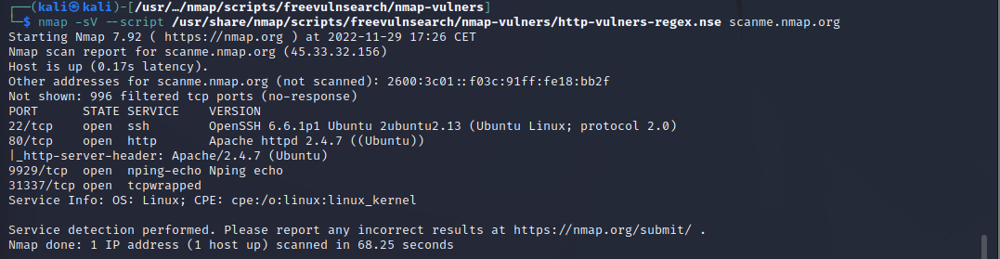 ┌──(kali㉿kali)-[/usr/…/nmap/scripts/freevulnsearch/nmap-vulners]
└─$ nmap -sV --script /usr/share/nmap/scripts/freevulnsearch/nmap-vulners/http-vulners-regex.nse scanme.nmap.org
Starting Nmap 7.92 ( https://nmap.org ) at 2022-11-29 17:26 CET
Nmap scan report for scanme.nmap.org (45.33.32.156)
Host is up (0.17s latency).
Other addresses for scanme.nmap.org (not scanned): 2600:3c01::f03c:91ff:fe18:bb2f
Not shown: 996 filtered tcp ports (no-response)
PORT      STATE SERVICE    VERSION
22/tcp    open  ssh        OpenSSH 6.6.1p1 Ubuntu 2ubuntu2.13 (Ubuntu Linux; protocol 2.0)
80/tcp    open  http       Apache httpd 2.4.7 ((Ubuntu))
|_http-server-header: Apache/2.4.7 (Ubuntu)
9929/tcp  open  nping-echo Nping echo
31337/tcp open  tcpwrapped
Service Info: OS: Linux; CPE: cpe:/o:linux:linux_kernel

Service detection performed. Please report any incorrect results at https://nmap.org/submit/ .
Nmap done: 1 IP address (1 host up) scanned in 68.25 seconds